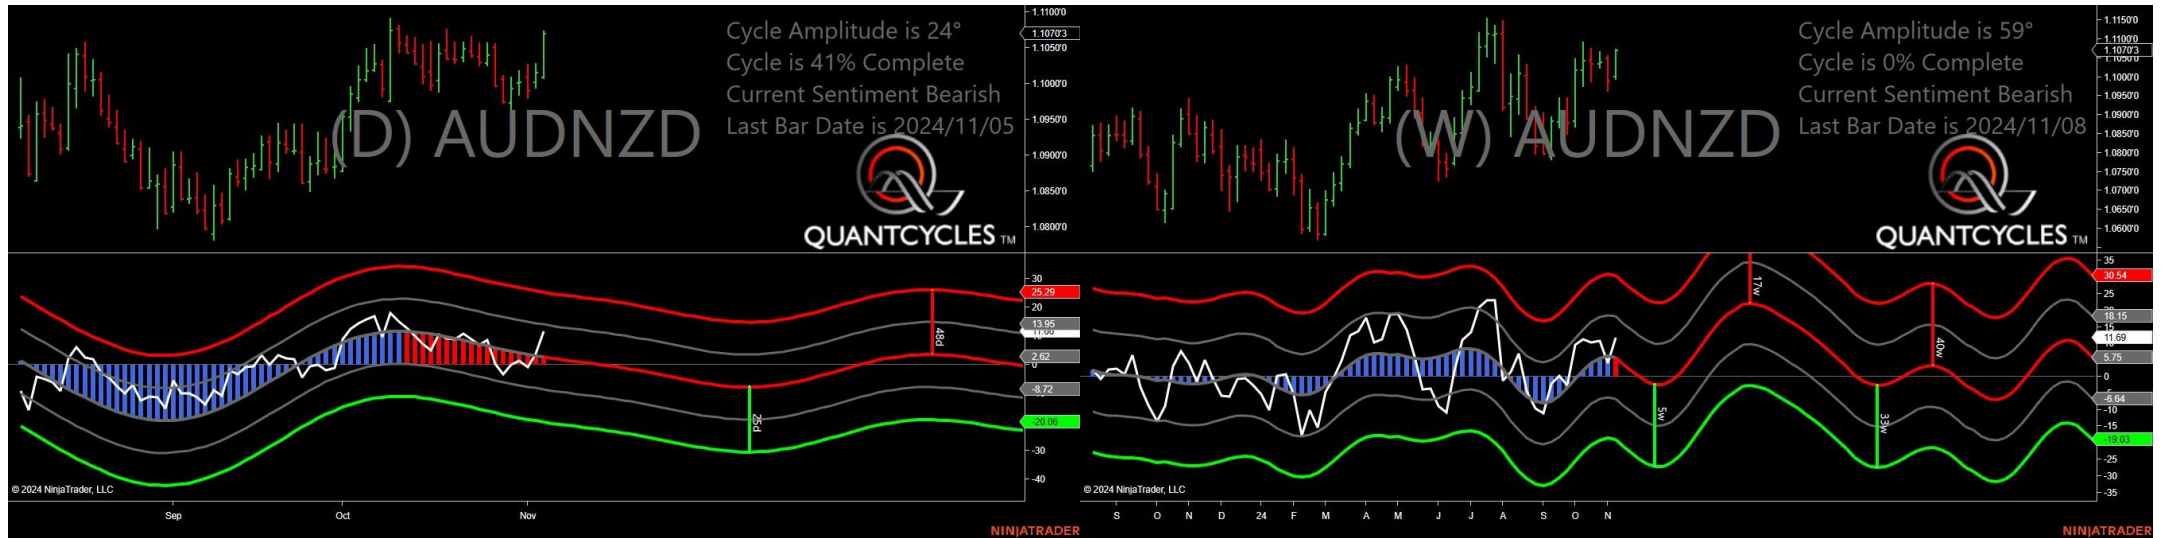 Cycle Amplitude is 24°
Cycle is 41% Complete
Current Sentiment Bearish
Last Bar Date is 2024/11/05
(D) AUDNZD
QUANTCYCLES TM
1.1100'0
1.1070'3
1.1050'0
1.1000'0
1.0950'0
1.0900'0
1.0850'0
1.0800'0
30
25.29
20
13.95
2.62
0
-8.72
-20.06
-30
-40
48d
25d
© 2024 NinjaTrader, LLC
Sep Oct Nov
NINJATRADER
Cycle Amplitude is 59°
Cycle is 0% Complete
Current Sentiment Bearish
Last Bar Date is 2024/11/08
(W) AUDNZD
QUANTCYCLES TM
1.1150'0
1.1100'0
1.1070'3
1.1050'0
1.1000'0
1.0950'0
1.0900'0
1.0850'0
1.0800'0
1.0750'0
1.0700'0
1.0650'0
1.0600'0
35
30.54
25
18.15
15
11.69
5.75
0
-6.64
-10
-15
-19.03
-25
-30
-35
17w
40w
5w
33w
© 2024 NinjaTrader, LLC
S O N D 24 F M A M J J A S O N
NINJATRADER